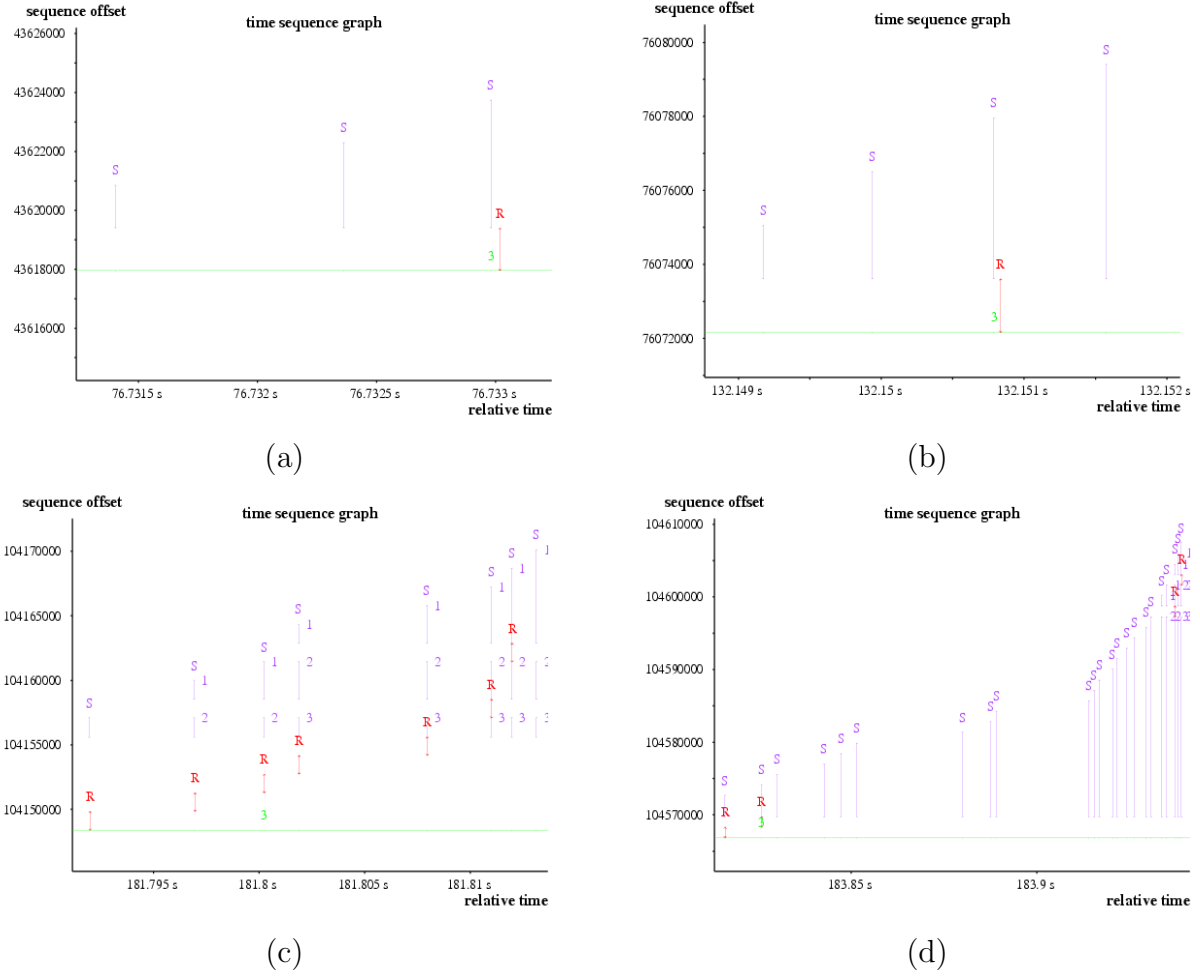 sequence offset
time sequence graph
43626000
S
43624000
S
43622000
S
43620000
R
3
43618000
43616000
76.7315 s 76.732 s 76.7325 s 76.733 s
relative time
(a)
sequence offset
time sequence graph
76080000
S
76078000
S
S
76076000
S
76074000
R
3
76072000
132.149 s 132.15 s 132.151 s 132.152 s
relative time
(b)
sequence offset
time sequence graph
S
104170000 S 1
S 1
S 1
S 1
104165000
S 1
R
S 1
S 1 2 2 2 2
104160000
R
S 2 2 3 3 3 3
R
R
104155000
R
R
R
104150000
3
181.795 s 181.8 s 181.805 s 181.81 s
relative time
(c)
sequence offset
time sequence graph
104610000
S
S
S
R
S
S
104600000
R
S
S
S
S
S
S
104590000
S
S
S
S
S
S
104580000
S
S
S
S
S
R
R
104570000
3
183.85 s 183.9 s
relative time
(d)